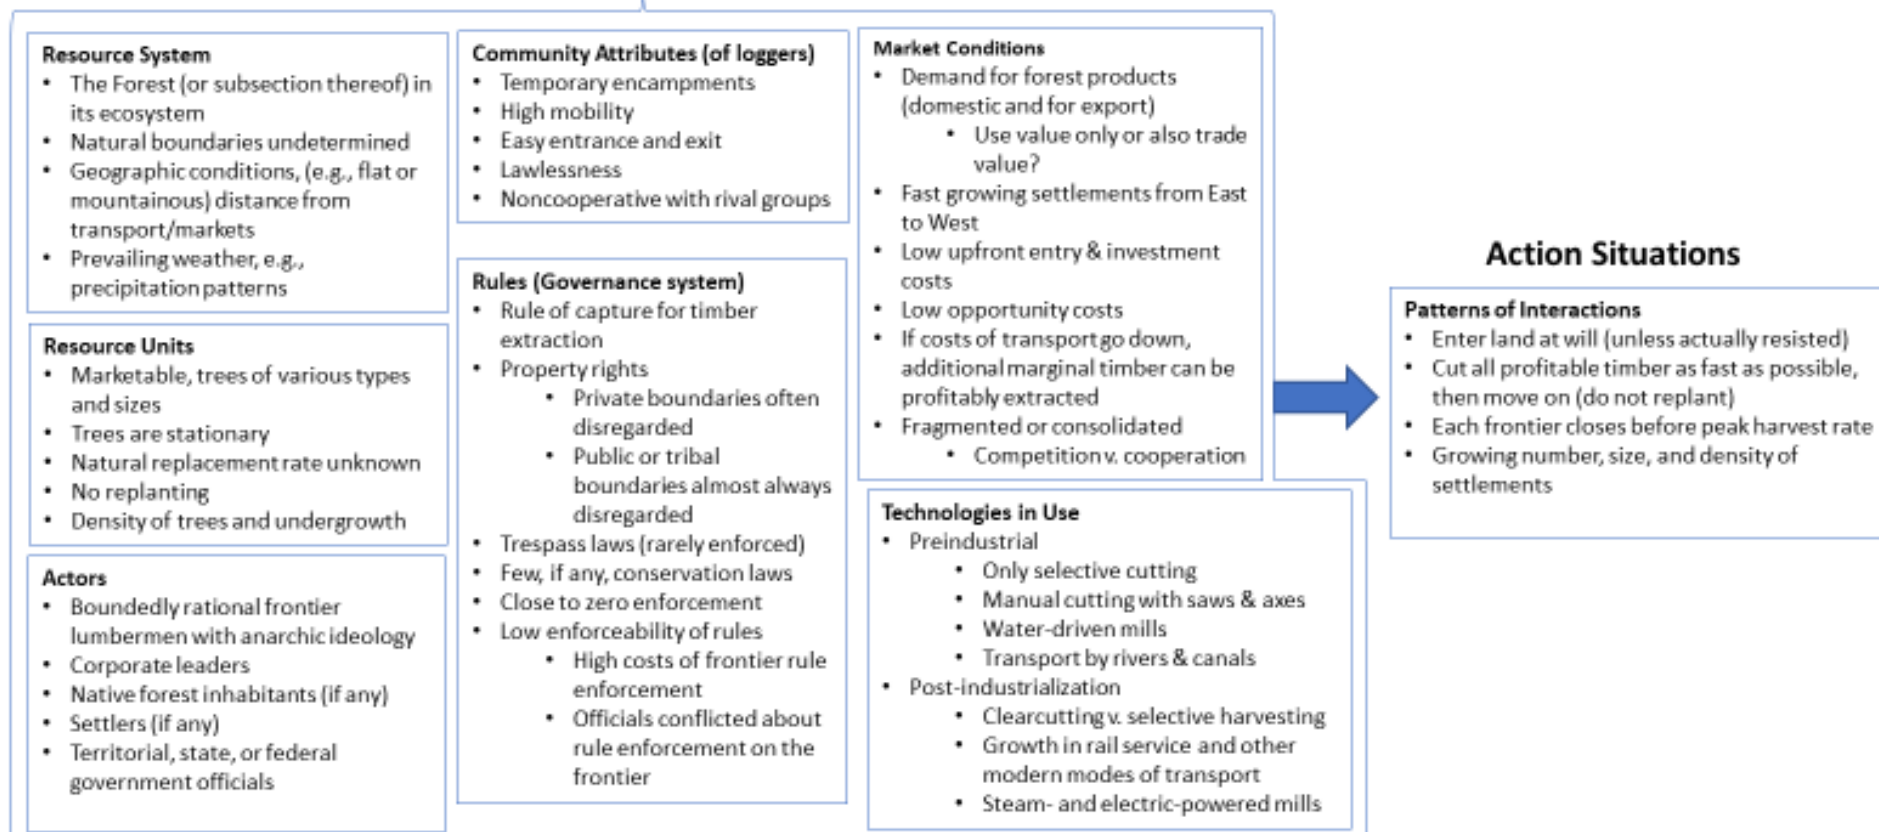 Resource System
• The Forest (or subsection thereof) in
its ecosystem
• Natural boundaries undetermined
• Geographic conditions, (e.g., flat or
mountainous) distance from
transport/markets
• Prevailing weather, e.g.,
precipitation patterns
Resource Units
• Marketable, trees of various types
and sizes
• Trees are stationary
• Natural replacement rate unknown
• No replanting
• Density of trees and undergrowth
Actors
• Boundedly rational frontier
lumbermen with anarchic ideology
• Corporate leaders
• Native forest inhabitants (if any)
• Settlers (if any)
• Territorial, state, or federal
government officials
Community Attributes (of loggers)
• Temporary encampments
• High mobility
• Easy entrance and exit
• Lawlessness
• Noncooperative with rival groups
Rules (Governance system)
• Rule of capture for timber
extraction
• Property rights
• Private boundaries often
disregarded
• Public or tribal
boundaries almost always
disregarded
• Trespass laws (rarely enforced)
• Few, if any, conservation laws
• Close to zero enforcement
• Low enforceability of rules
• High costs of frontier rule
enforcement
• Officials conflicted about
rule enforcement on the
frontier
Market Conditions
• Demand for forest products
(domestic and for export)
• Use value only or also trade
value?
• Fast growing settlements from East
to West
• Low upfront entry & investment
costs
• Low opportunity costs
• If costs of transport go down,
additional marginal timber can be
profitably extracted
• Fragmented or consolidated
• Competition v. cooperation
Technologies in Use
• Preindustrial
• Only selective cutting
• Manual cutting with saws & axes
• Water-driven mills
• Transport by rivers & canals
• Post-industrialization
• Clearcutting v. selective harvesting
• Growth in rail service and other
modern modes of transport
• Steam- and electric-powered mills
Action Situations
Patterns of Interactions
• Enter land at will (unless actually resisted)
• Cut all profitable timber as fast as possible,
then move on (do not replant)
• Each frontier closes before peak harvest rate
• Growing number, size, and density of
settlements